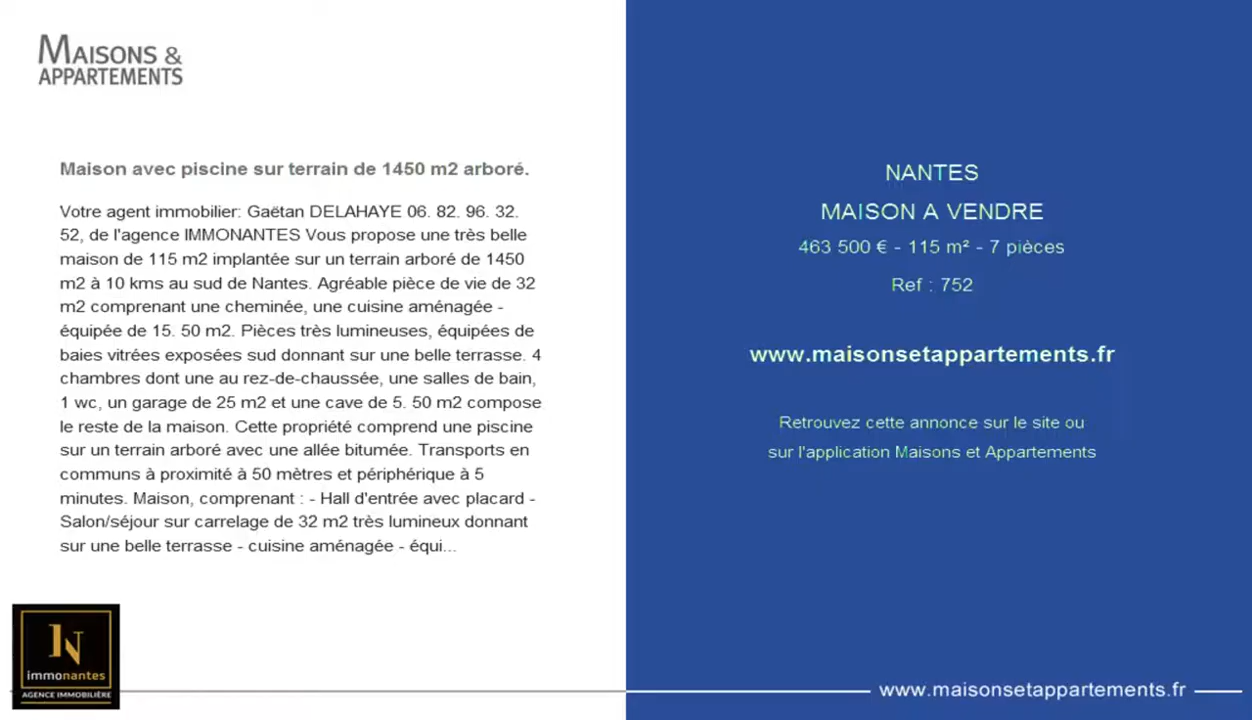 MAISONS &
APPARTEMENTS
Maison avec piscine sur terrain de 1450 m2 arboré.
Votre agent immobilier: Gaëtan DELAHAYE 06. 82. 96. 32.
52, de l'agence IMMONANTES Vous propose une très belle
maison de 115 m2 implantée sur un terrain arboré de 1450
m2 à 10 kms au sud de Nantes. Agréable pièce de vie de 32
m2 comprenant une cheminée, une cuisine aménagée -
équipée de 15. 50 m2. Pièces très lumineuses, équipées de
baies vitrées exposées sud donnant sur une belle terrasse. 4
chambres dont une au rez-de-chaussée, une salles de bain,
1 wc, un garage de 25 m2 et une cave de 5. 50 m2 compose
le reste de la maison. Cette propriété comprend une piscine
sur un terrain arboré avec une allée bitumée. Transports en
communs à proximité à 50 mètres et périphérique à 5
minutes. Maison, comprenant : - Hall d'entrée avec placard -
Salon/séjour sur carrelage de 32 m2 très lumineux donnant
sur une belle terrasse - cuisine aménagée - équi...
immonantes
AGENCE IMMOBILIÈRE
NANTES
MAISON A VENDRE
463 500 € - 115 m² - 7 pièces
Ref : 752
www.maisonsetappartements.fr
Retrouvez cette annonce sur le site ou
sur l'application Maisons et Appartements
www.maisonsetappartements.fr